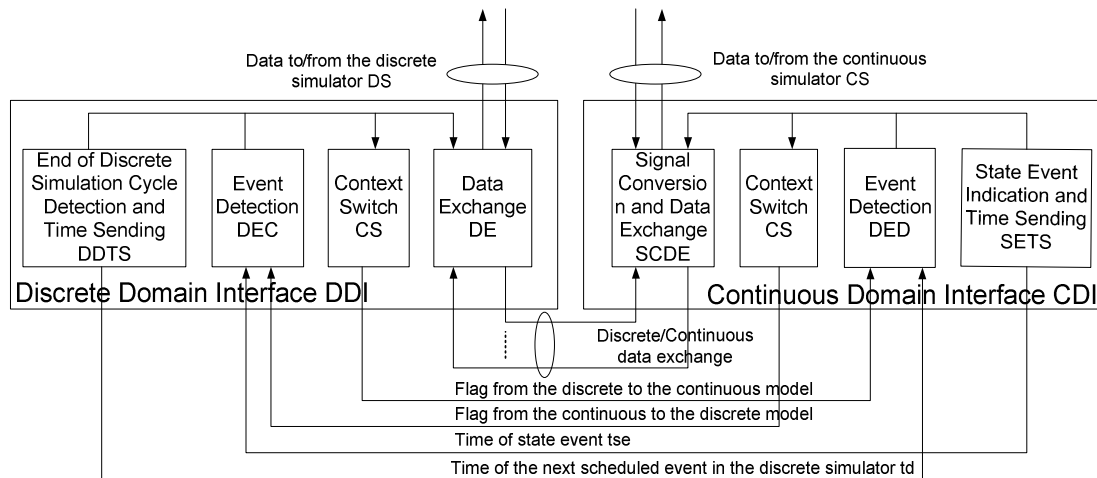 Data to/from the discrete
simulator DS
Data to/from the continuous
simulator CS
End of Discrete
Simulation Cycle
Detection and
Time Sending
DDTS
Event
Detection
DEC
Context
Switch
CS
Data
Exchange
DE
Signal
Conversio
n and Data
Exchange
SCDE
Context
Switch
CS
Event
Detection
DED
State Event
Indication and
Time Sending
SETS
Discrete Domain Interface DDI
Continuous Domain Interface CDI
Discrete/Continuous
data exchange
Flag from the discrete to the continuous model
Flag from the continuous to the discrete model
Time of state event tse
Time of the next scheduled event in the discrete simulator td